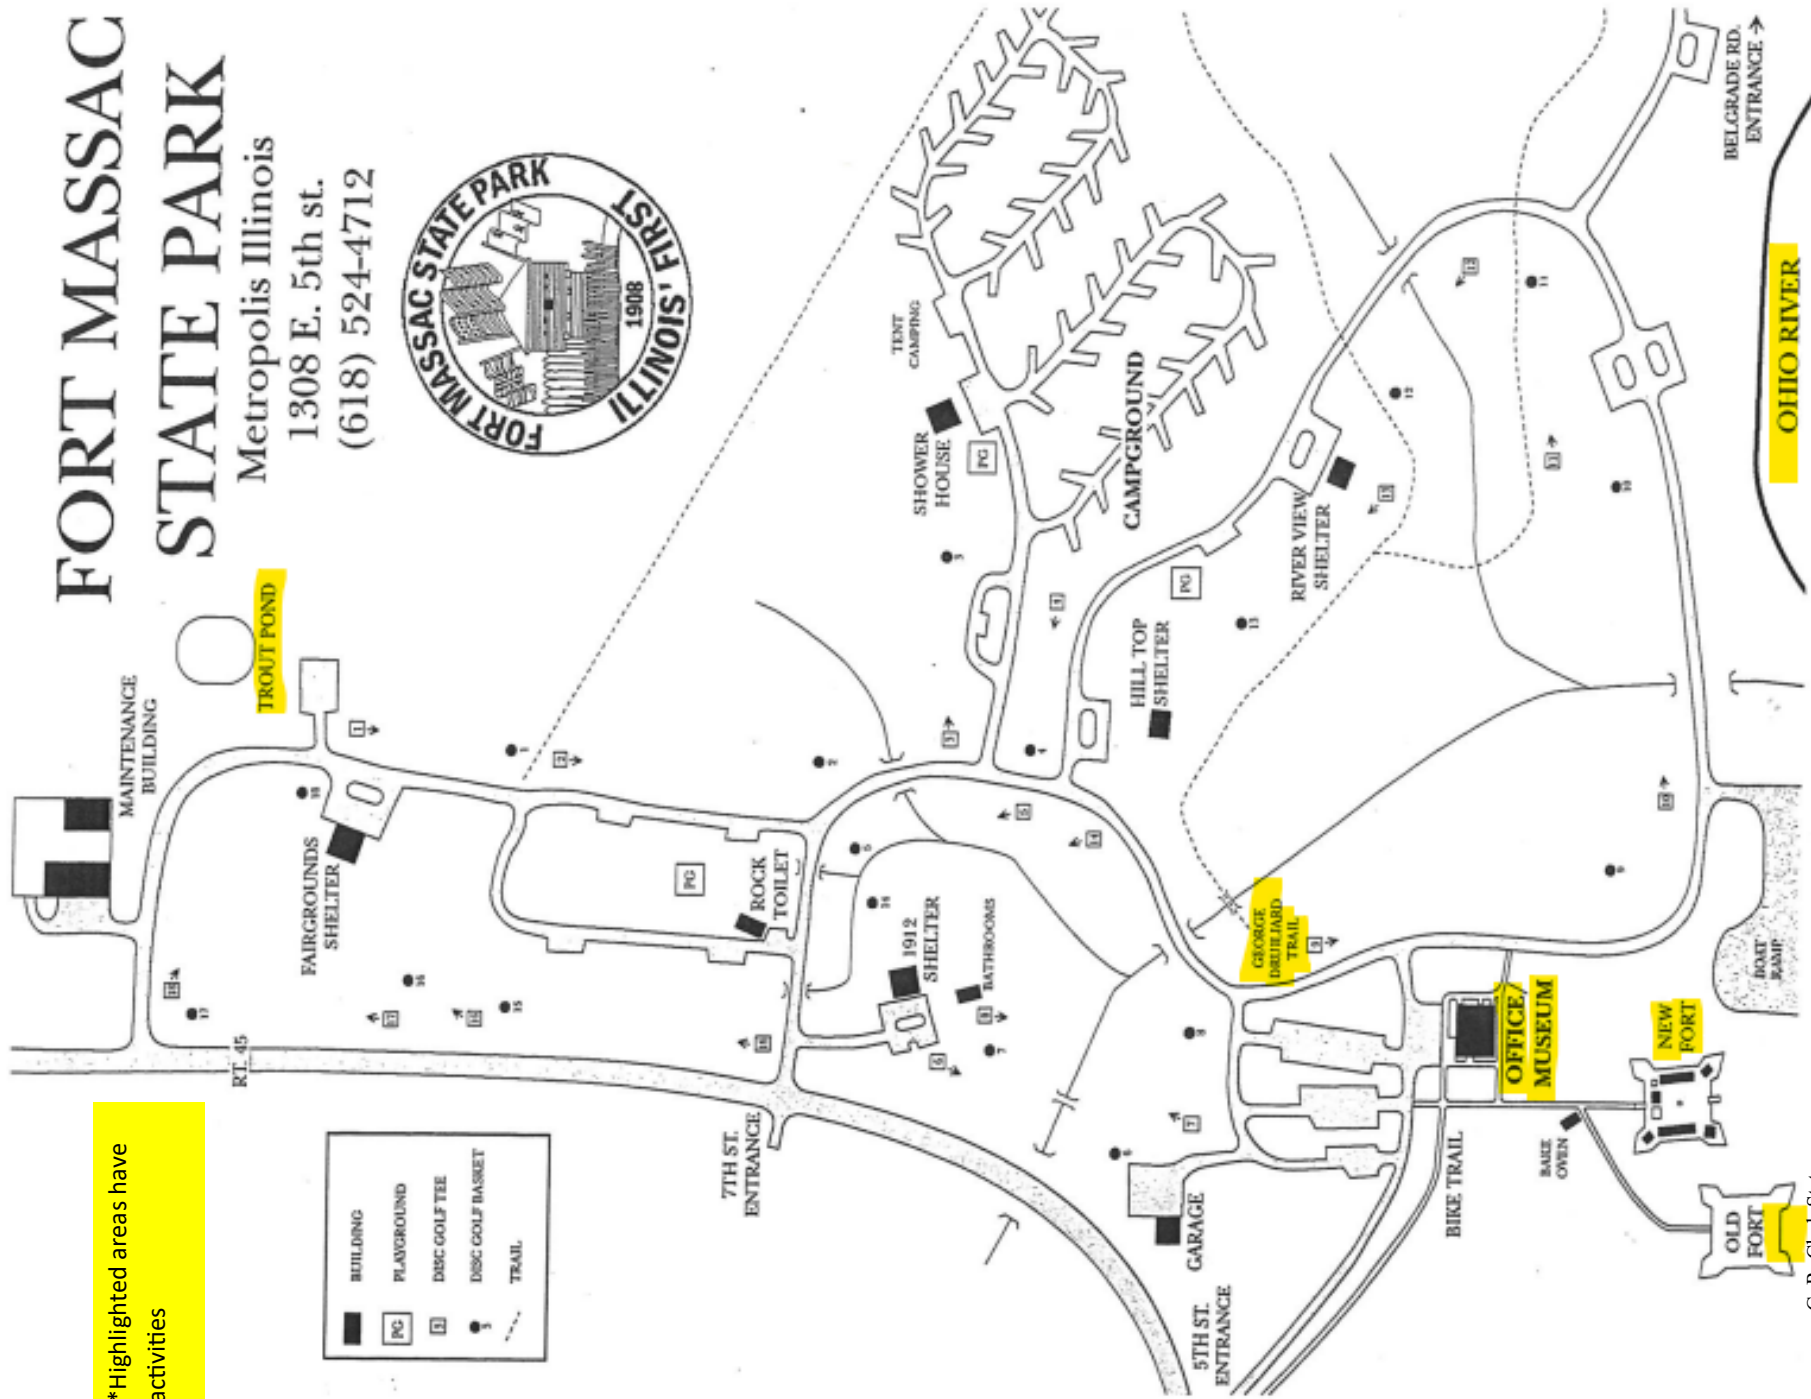 FORT MASSAC
STATE PARK
Metropolis Illinois
1308 E. 5th st.
(618) 524-4712
FORT MASSAC STATE PARK
ILLINOIS' FIRST
1908
*Highlighted areas have
activities
BUILDING
PG PLAYGROUND
DISC GOLF TEE
DISC GOLF BASKET
TRAIL
MAINTENANCE
BUILDING
TROUT POND
FAIRGROUNDS
SHELTER
RT. 45
PG
ROCK
TOILET
7TH ST.
ENTRANCE
1912
SHELTER
BATHROOMS
SHOWER
HOUSE
PG
TENT
CAMPING
CAMPGROUND
HILL TOP
SHELTER
PG
RIVER VIEW
SHELTER
GEORGE
TRAIL
GARAGE
5TH ST.
ENTRANCE
BIKE TRAIL
OFFICE/
MUSEUM
BAKE
OVEN
NEW
FORT
OLD
FORT
BOAT
RAMP
OHIO RIVER
BELGRADE RD.
ENTRANCE →